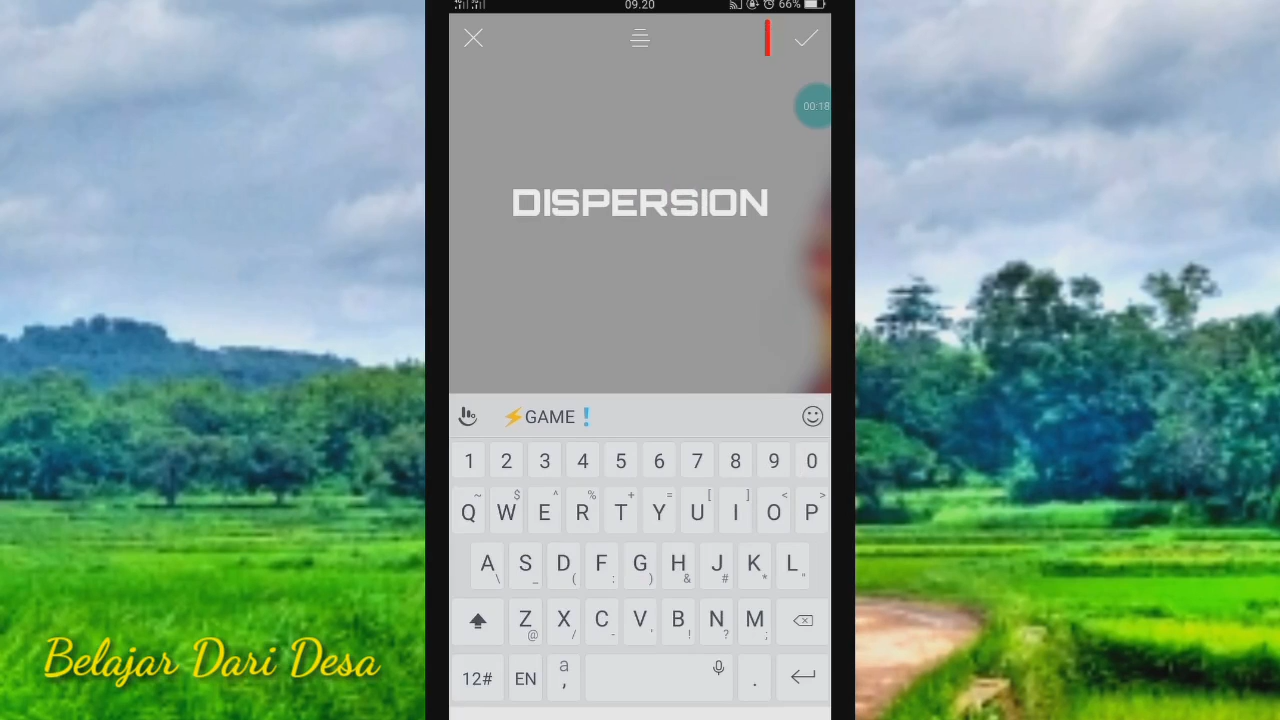 09.20
66%
00:18
DISPERSION
⚡GAME❗
1 2 3 4 5 6 7 8 9 0
~ $ ^ % + = [ ] < >
Q W E R T Y U I O P
A S D F G H J K L
\ _ ( : ) & # * "
Z X C V B N M
@ / - ' ! ? ;
12# EN a , .
Belajar Dari Desa